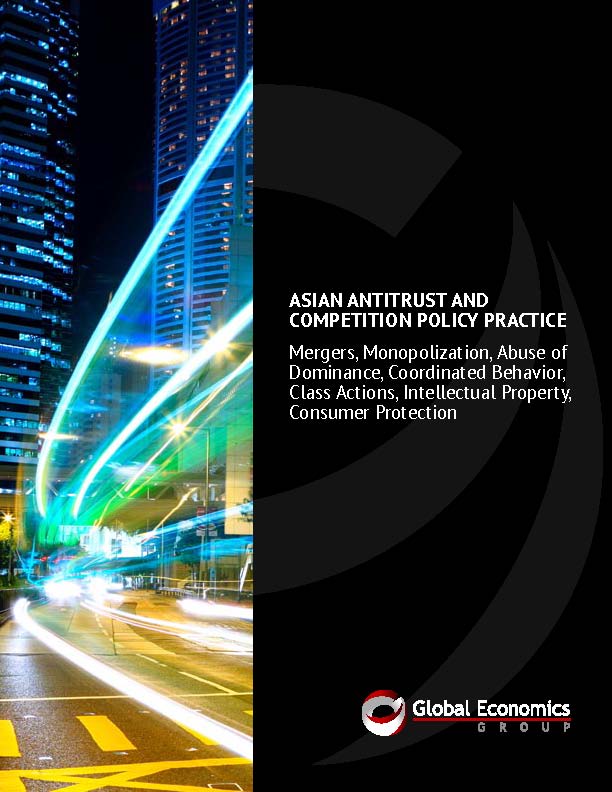 ASIAN ANTITRUST AND
COMPETITION POLICY PRACTICE
Mergers, Monopolization, Abuse of
Dominance, Coordinated Behavior,
Class Actions, Intellectual Property,
Consumer Protection
Global Economics
GROUP